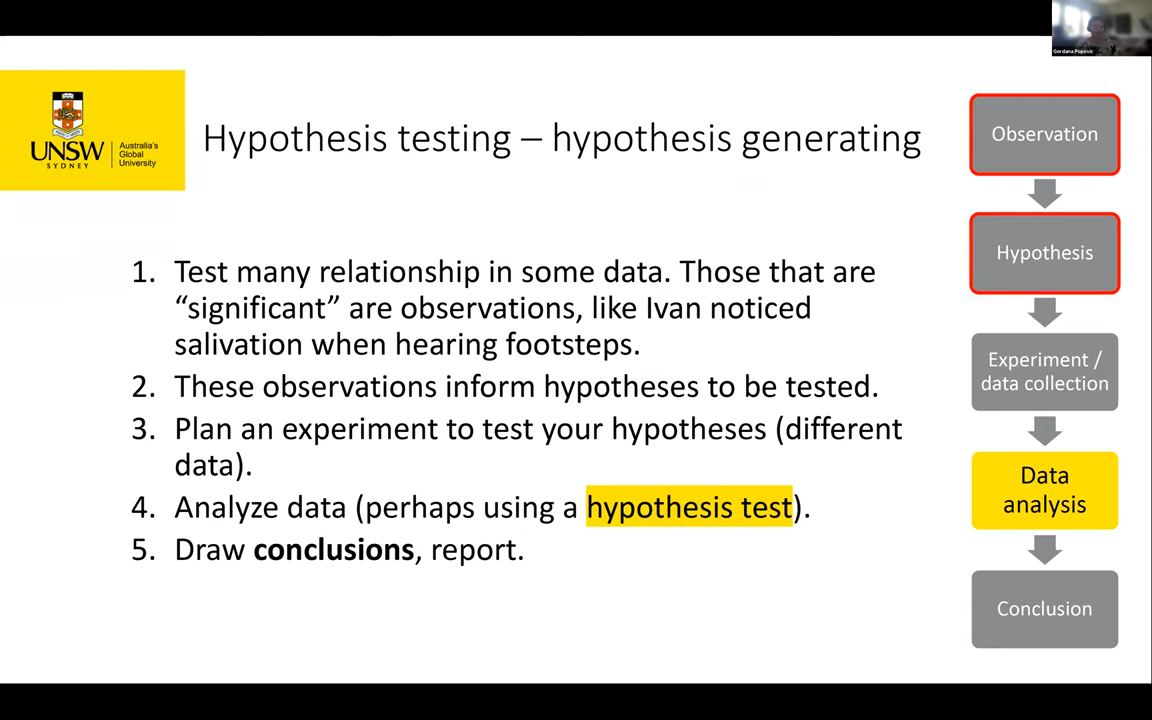 Gordana Popovic
UNSW
SYDNEY
Australia's
Global
University
Hypothesis testing – hypothesis generating
1. Test many relationship in some data. Those that are
“significant” are observations, like Ivan noticed
salivation when hearing footsteps.
2. These observations inform hypotheses to be tested.
3. Plan an experiment to test your hypotheses (different
data).
4. Analyze data (perhaps using a hypothesis test).
5. Draw conclusions, report.
Observation
Hypothesis
Experiment /
data collection
Data
analysis
Conclusion